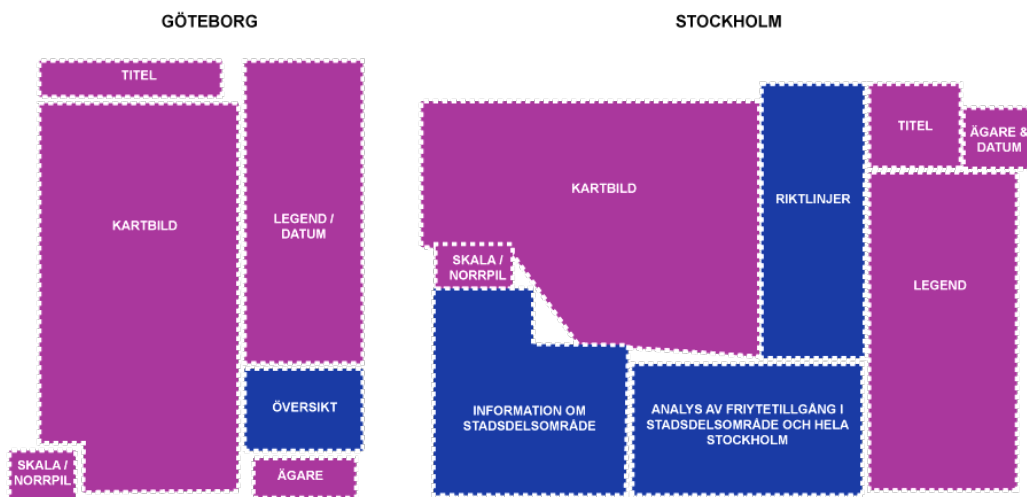 GÖTEBORG
TITEL
KARTBILD
LEGEND /
DATUM
ÖVERSIKT
SKALA /
NORRPIL
ÄGARE
STOCKHOLM
KARTBILD
RIKTLINJER
TITEL
ÄGARE &
DATUM
SKALA /
NORRPIL
LEGEND
INFORMATION OM
STADSDELSOMRÅDE
ANALYS AV FRIYTETILLGÅNG I
STADSDELSOMRÅDE OCH HELA
STOCKHOLM